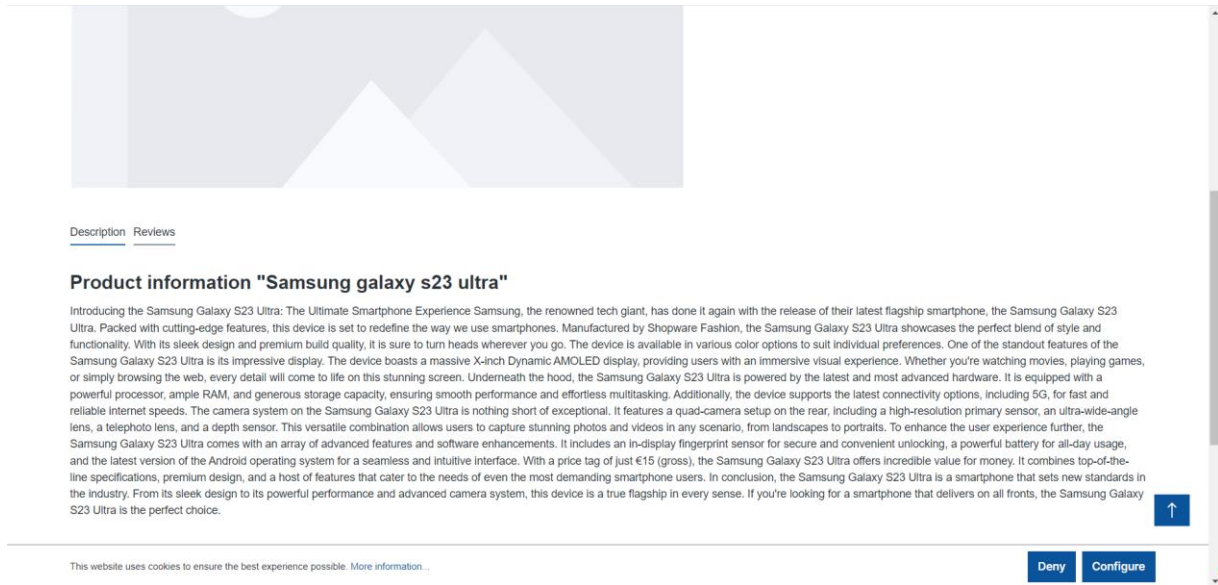 Description Reviews
Product information "Samsung galaxy s23 ultra"
Introducing the Samsung Galaxy S23 Ultra: The Ultimate Smartphone Experience Samsung, the renowned tech giant, has done it again with the release of their latest flagship smartphone, the Samsung Galaxy S23
Ultra. Packed with cutting-edge features, this device is set to redefine the way we use smartphones. Manufactured by Shopware Fashion, the Samsung Galaxy S23 Ultra showcases the perfect blend of style and
functionality. With its sleek design and premium build quality, it is sure to turn heads wherever you go. The device is available in various color options to suit individual preferences. One of the standout features of the
Samsung Galaxy S23 Ultra is its impressive display. The device boasts a massive X-inch Dynamic AMOLED display, providing users with an immersive visual experience. Whether you're watching movies, playing games,
or simply browsing the web, every detail will come to life on this stunning screen. Underneath the hood, the Samsung Galaxy S23 Ultra is powered by the latest and most advanced hardware. It is equipped with a
powerful processor, ample RAM, and generous storage capacity, ensuring smooth performance and effortless multitasking. Additionally, the device supports the latest connectivity options, including 5G, for fast and
reliable internet speeds. The camera system on the Samsung Galaxy S23 Ultra is nothing short of exceptional. It features a quad-camera setup on the rear, including a high-resolution primary sensor, an ultra-wide-angle
lens, a telephoto lens, and a depth sensor. This versatile combination allows users to capture stunning photos and videos in any scenario, from landscapes to portraits. To enhance the user experience further, the
Samsung Galaxy S23 Ultra comes with an array of advanced features and software enhancements. It includes an in-display fingerprint sensor for secure and convenient unlocking, a powerful battery for all-day usage,
and the latest version of the Android operating system for a seamless and intuitive interface. With a price tag of just €15 (gross), the Samsung Galaxy S23 Ultra offers incredible value for money. It combines top-of-the-
line specifications, premium design, and a host of features that cater to the needs of even the most demanding smartphone users. In conclusion, the Samsung Galaxy S23 Ultra is a smartphone that sets new standards in
the industry. From its sleek design to its powerful performance and advanced camera system, this device is a true flagship in every sense. If you're looking for a smartphone that delivers on all fronts, the Samsung Galaxy
S23 Ultra is the perfect choice.
This website uses cookies to ensure the best experience possible. More information... Deny Configure